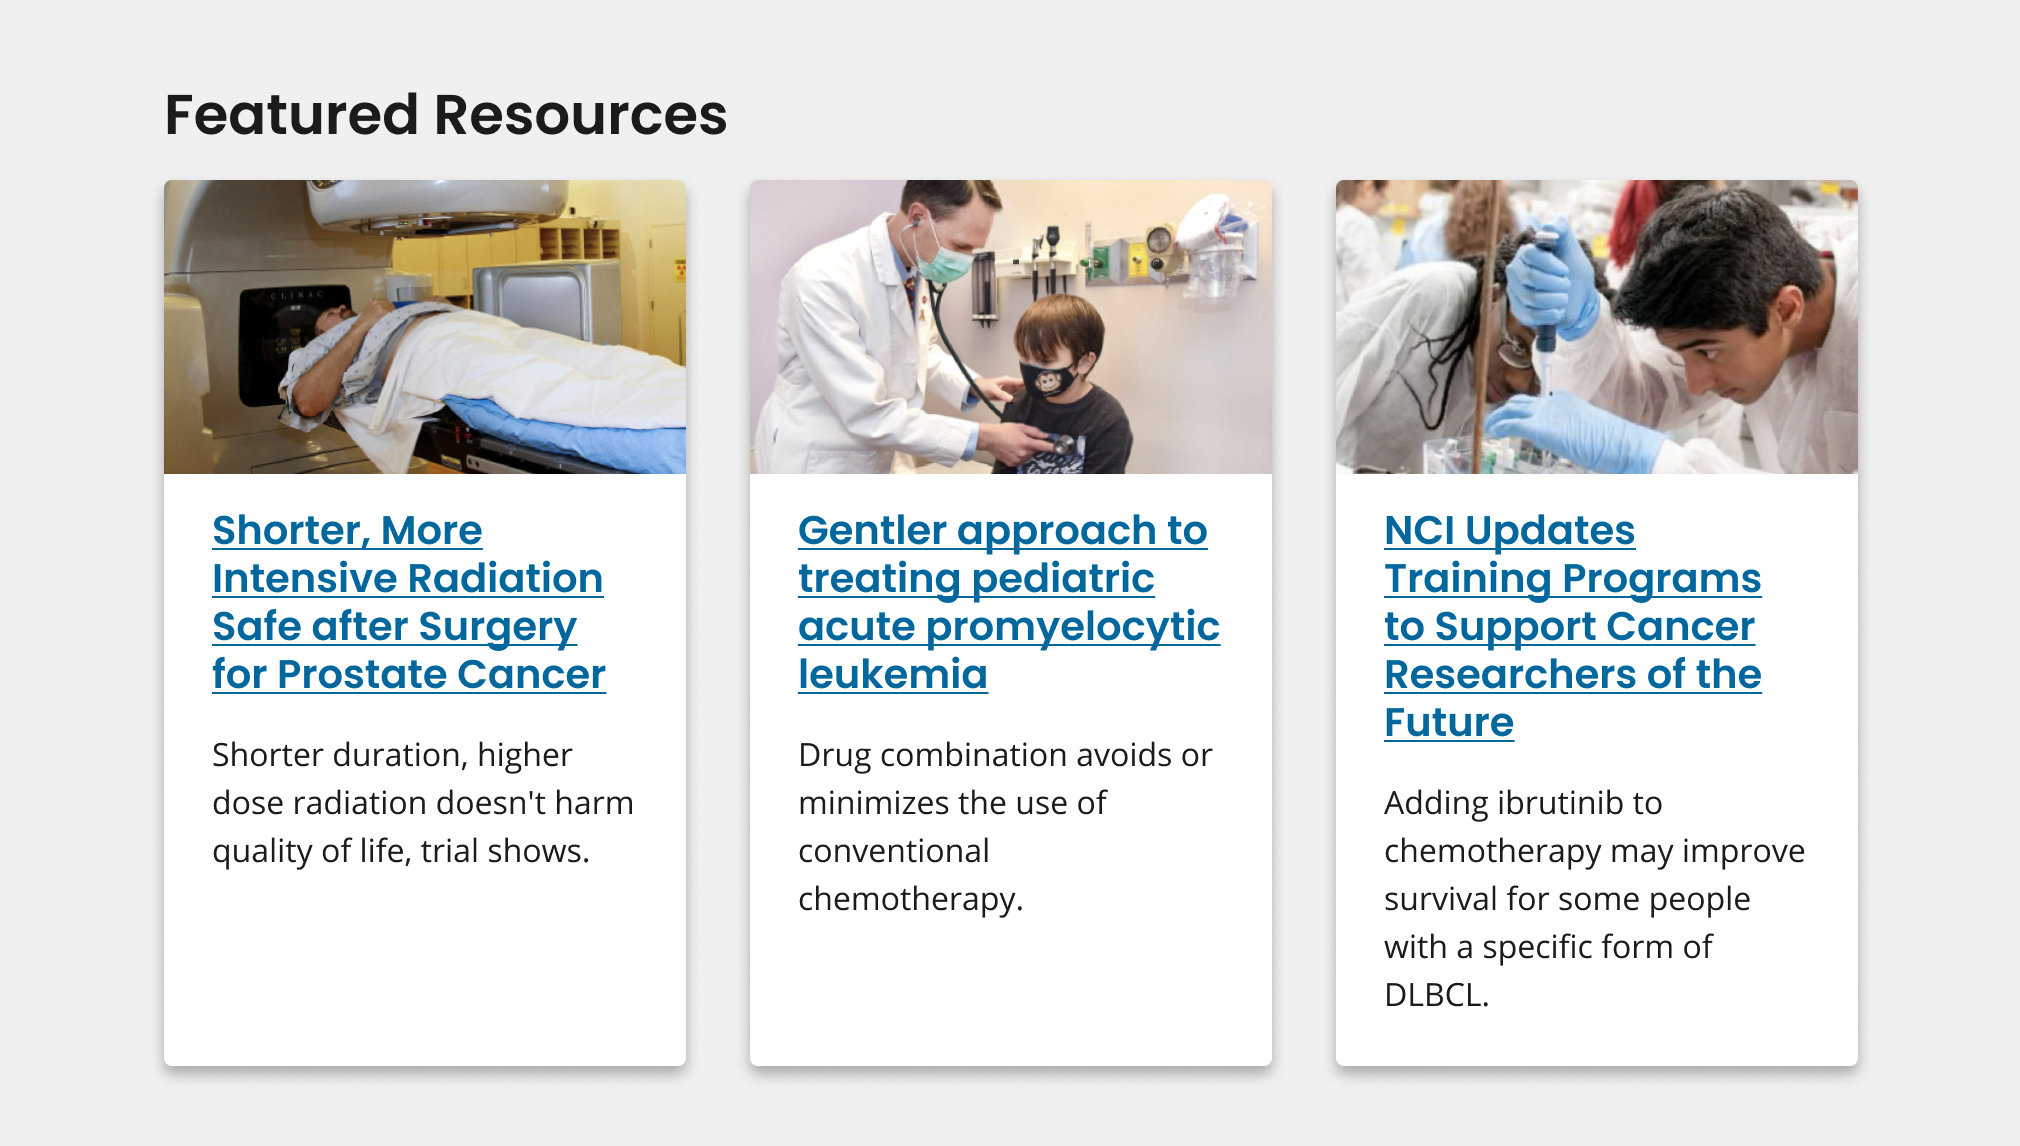 Featured Resources
CLINAC
Shorter, More
Intensive Radiation
Safe after Surgery
for Prostate Cancer
Shorter duration, higher
dose radiation doesn't harm
quality of life, trial shows.
Gentler approach to
treating pediatric
acute promyelocytic
leukemia
Drug combination avoids or
minimizes the use of
conventional
chemotherapy.
NCI Updates
Training Programs
to Support Cancer
Researchers of the
Future
Adding ibrutinib to
chemotherapy may improve
survival for some people
with a specific form of
DLBCL.